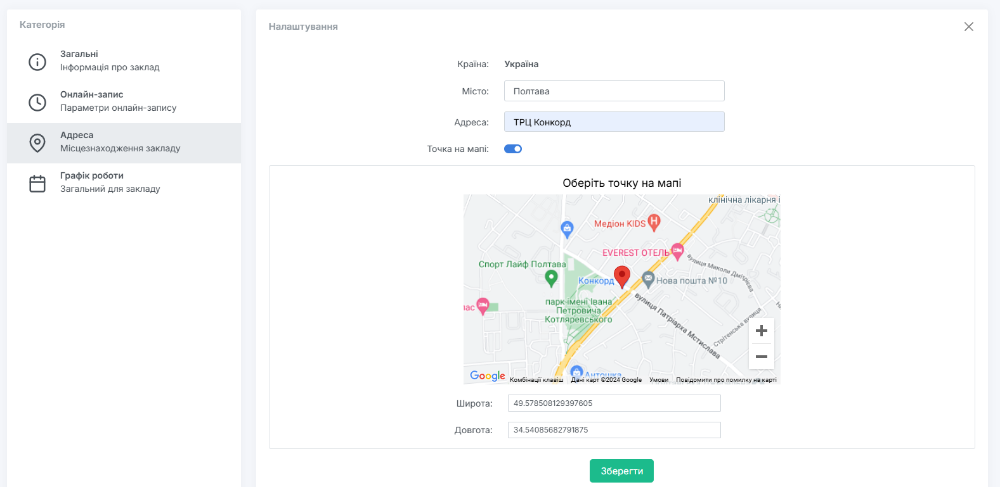 Категорія
Загальні
Інформація про заклад
Онлайн-запис
Параметри онлайн-запису
Адреса
Місцезнаходження закладу
Графік роботи
Загальний для закладу
Налаштування
Країна: Україна
Місто: Полтава
Адреса: ТРЦ Конкорд
Точка на мапі:
Оберіть точку на мапі
клінічна лікарня і
Медіон KIDS
EVEREST ОТЕЛЬ
вулиця Миколи Дмітрієва
Спорт Лайф Полтава
Конкорд
Нова пошта №10
парк імені Івана
Петровича
Котляревського
вулиця Патріарха Мстислава
Стрітенська вулиця
Антошка
Google
Комбінації клавіш
Дані карт ©2024 Google
Умови
Повідомити про помилку на карті
Широта: 49.578508129397605
Довгота: 34.54085682791875
Зберегти